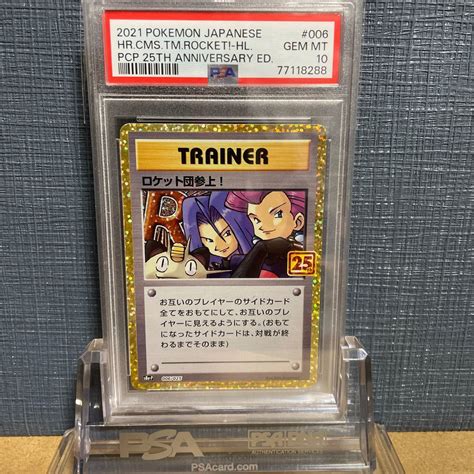 2021 POKEMON JAPANESE #006
HR.CMS.TM.ROCKET!-HL. GEM MT
PCP 25TH ANNIVERSARY ED. 10
PSA 77118288
TRAINER
ロケット団参上!
25
お互いのプレイヤーのサイドカード
全てをおもてにして、お互いのプレ
イヤーに見えるようにする。(おもて
になったサイドカードは、対戦が終
わるまでそのまま)
006/025
PSA
PSAcard.com